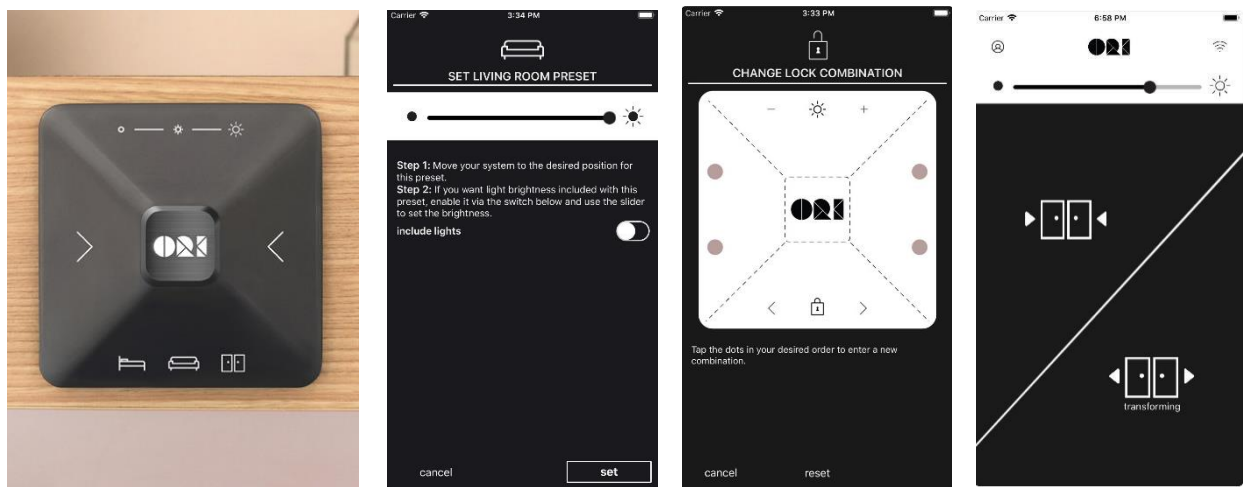 ORI
Carrier 3:34 PM
SET LIVING ROOM PRESET
Step 1: Move your system to the desired position for
this preset.
Step 2: If you want light brightness included with this
preset, enable it via the switch below and use the slider
to set the brightness.
include lights
cancel set
Carrier 3:33 PM
CHANGE LOCK COMBINATION
− +
ORI
< >
Tap the dots in your desired order to enter a new
combination.
cancel reset
Carrier 6:58 PM
ORI
transforming